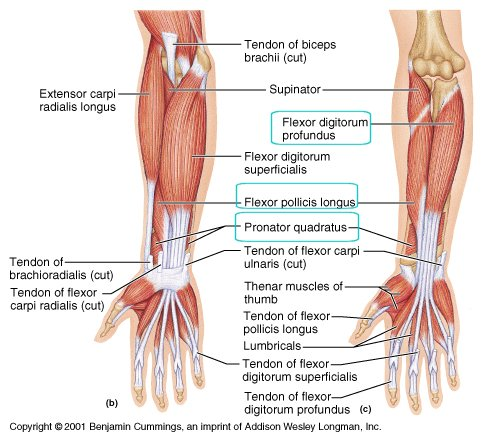 Tendon of biceps
brachii (cut)
Extensor carpi
radialis longus
Supinator
Flexor digitorum
profundus
Flexor digitorum
superficialis
Flexor pollicis longus
Pronator quadratus
Tendon of
brachioradialis (cut)
Tendon of flexor carpi
ulnaris (cut)
Tendon of flexor
carpi radialis (cut)
Thenar muscles of
thumb
Tendon of flexor
pollicis longus
Lumbricals
Tendon of flexor
digitorum superficialis
Tendon of flexor
digitorum profundus
(b)
(c)
Copyright © 2001 Benjamin Cummings, an imprint of Addison Wesley Longman, Inc.